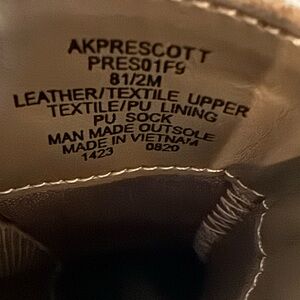 AKPRESCOTT
PRES01F9
81/2M
LEATHER/TEXTILE UPPER
TEXTILE/PU LINING
PU SOCK
MAN MADE OUTSOLE
MADE IN VIETNAM
1423 0820